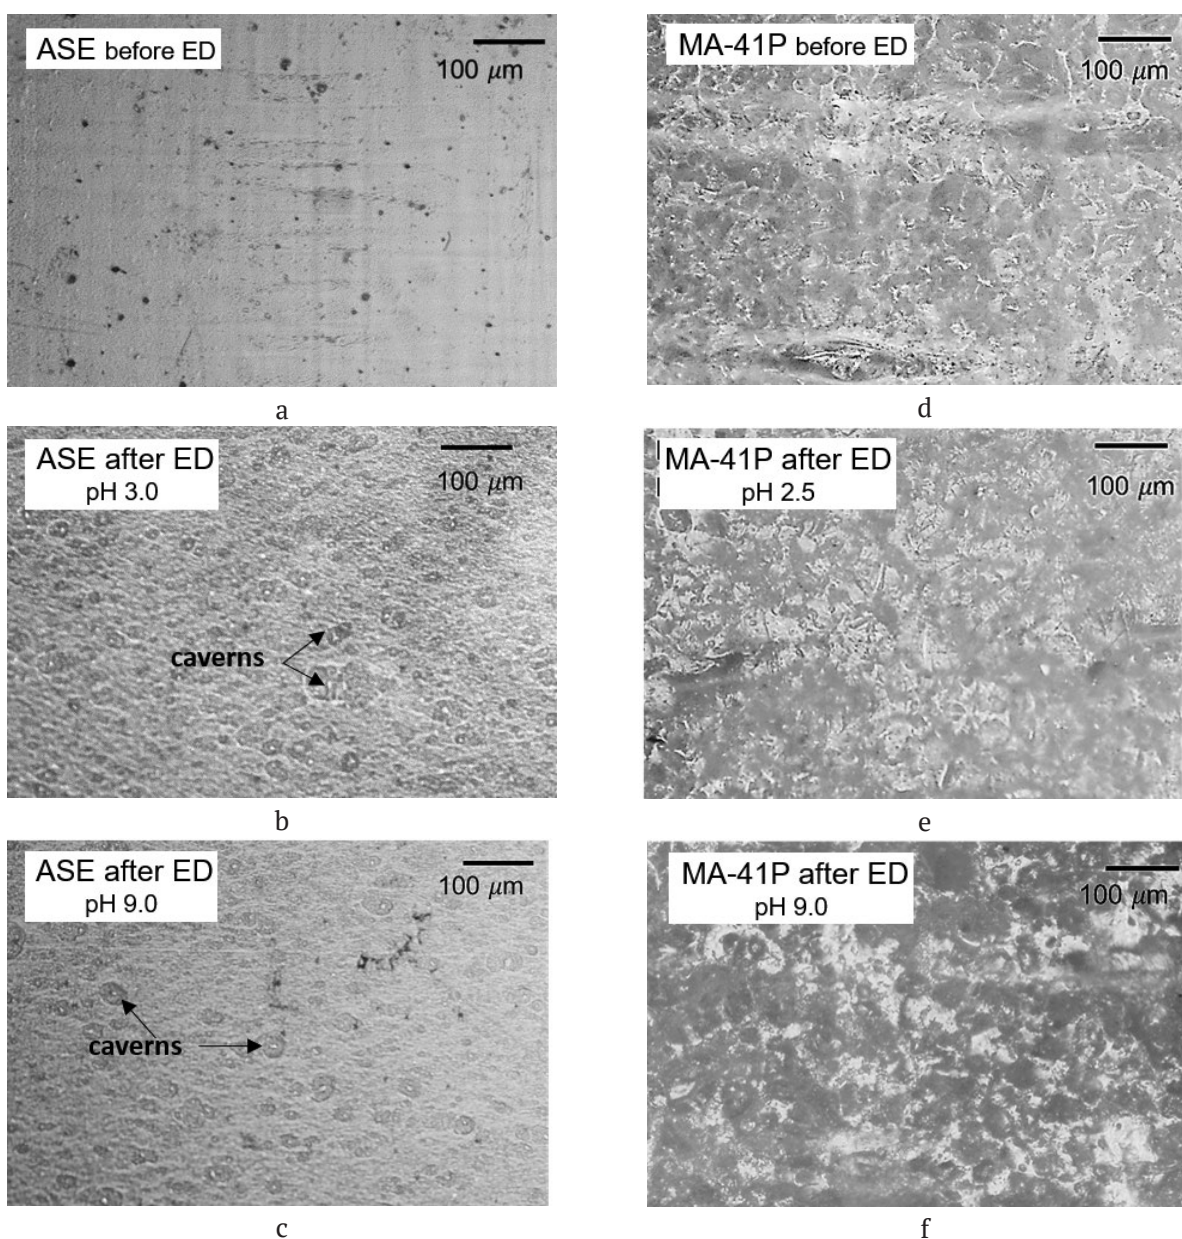 ASE before ED
100 μm
a
MA-41P before ED
100 μm
d
ASE after ED
pH 3.0
100 μm
caverns
b
MA-41P after ED
pH 2.5
100 μm
e
ASE after ED
pH 9.0
100 μm
caverns
c
MA-41P after ED
pH 9.0
100 μm
f